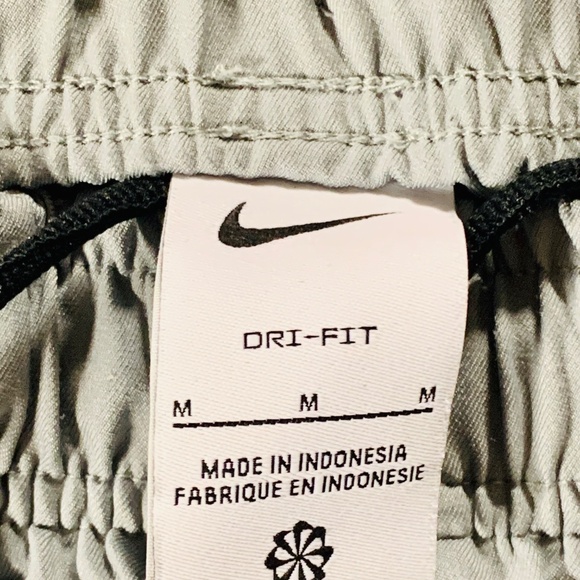 DRI-FIT
M M M
MADE IN INDONESIA
FABRIQUE EN INDONESIE